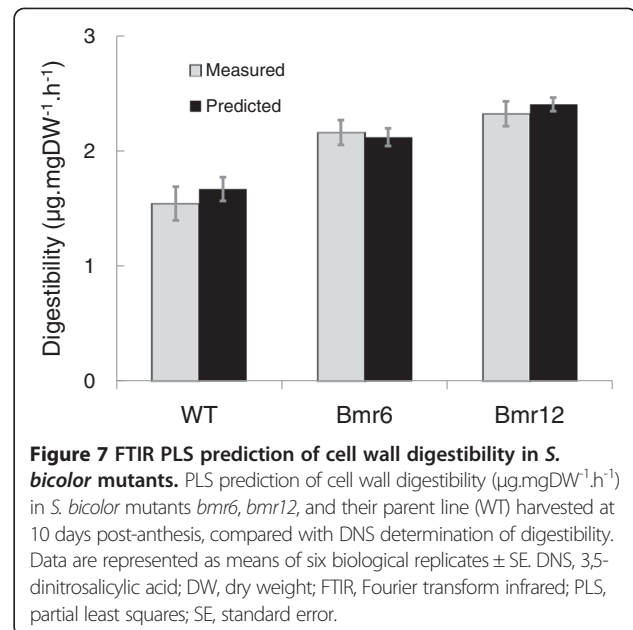 3
2
1
0
Digestibility (µg.mgDW⁻¹.h⁻¹)
Measured
Predicted
WT Bmr6 Bmr12
Figure 7 FTIR PLS prediction of cell wall digestibility in S.
bicolor mutants. PLS prediction of cell wall digestibility (µg.mgDW⁻¹.h⁻¹)
in S. bicolor mutants bmr6, bmr12, and their parent line (WT) harvested at
10 days post-anthesis, compared with DNS determination of digestibility.
Data are represented as means of six biological replicates ± SE. DNS, 3,5-
dinitrosalicylic acid; DW, dry weight; FTIR, Fourier transform infrared; PLS,
partial least squares; SE, standard error.